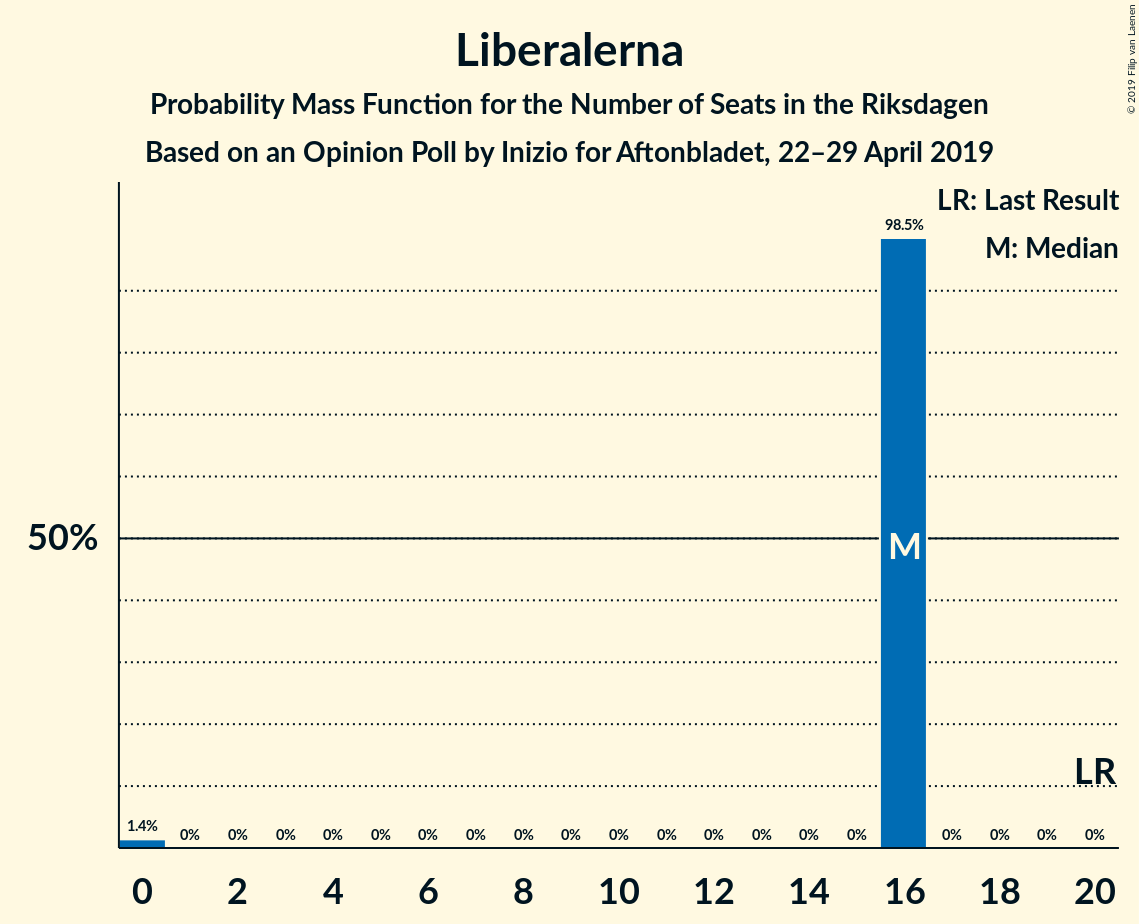 Liberalerna
Probability Mass Function for the Number of Seats in the Riksdagen
Based on an Opinion Poll by Inizio for Aftonbladet, 22–29 April 2019
© 2019 Filip van Laenen
LR: Last Result
M: Median
98.5%
50%
M
LR
1.4% 0% 0% 0% 0% 0% 0% 0% 0% 0% 0% 0% 0% 0% 0% 0% 0% 0% 0% 0%
0 2 4 6 8 10 12 14 16 18 20